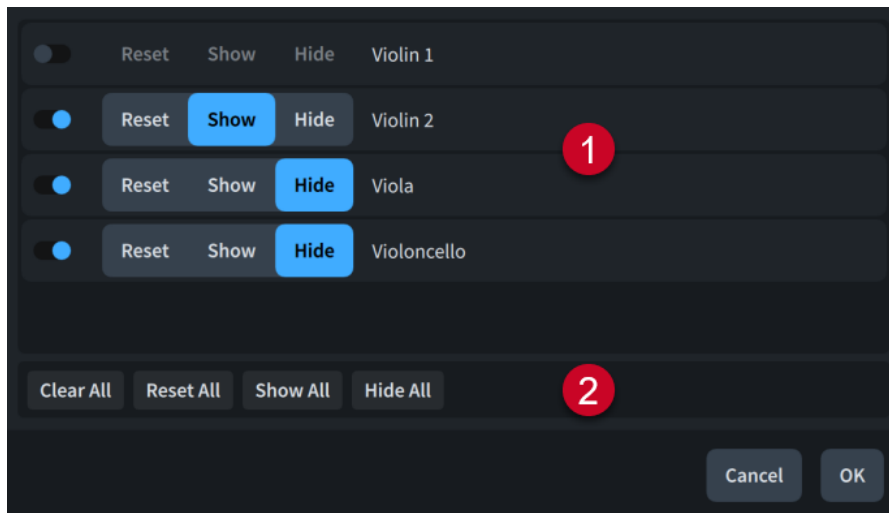 Reset Show Hide Violin 1
Reset Show Hide Violin 2
1
Reset Show Hide Viola
Reset Show Hide Violoncello
Clear All Reset All Show All Hide All 2
Cancel OK